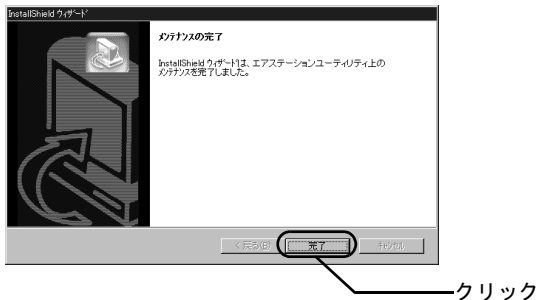 InstallShield ウィザード
メンテナンスの完了
InstallShield ウィザードは、エアステーションユーティリティ上の
メンテナンスを完了しました。
< 戻る(B)
完了
キャンセル
クリック